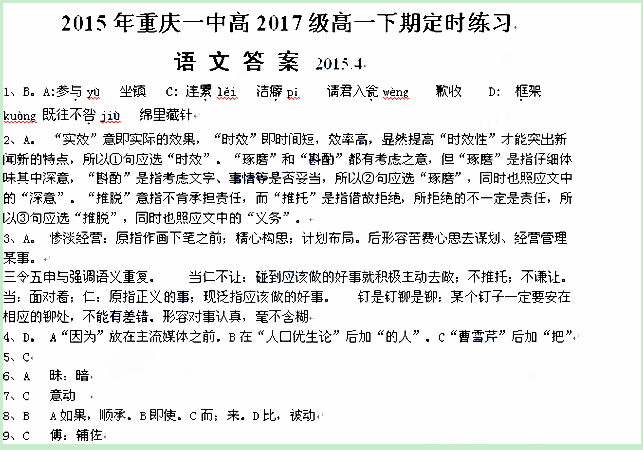 2015年重庆一中高2017级高一下期定时练习
语 文 答 案 2015.4
1、B。A:参与yǔ 坐镇 C: 连累léi 洁癖pi 请君入瓮wèng 歉收 D: 框架
kuàng 既往不咎jiù 绵里藏针
2、A。 “实效”意即实际的效果，“时效”即时间短，效率高，显然提高“时效性”才能突出新
闻新的特点，所以①句应选“时效”。“琢磨”和“斟酌”都有考虑之意，但“琢磨”是指仔细体
味其中深意，“斟酌”是指考虑文字、事情等是否妥当，所以②句应选“琢磨”，同时也照应文中
的“深意”。“推脱”意指不肯承担责任，而“推托”是指借故拒绝，所拒绝的不一定是责任，所
以③句应选“推脱”，同时也照应文中的“义务”。
3、A。 惨淡经营：原指作画下笔之前；精心构思；计划布局。后形容苦费心思去谋划、经营管理
某事。
三令五申与强调语义重复。 当仁不让：碰到应该做的好事就积极主动去做；不推托；不谦让。
当：面对着；仁：原指正义的事；现泛指应该做的好事。 钉是钉铆是铆：某个钉子一定要安在
相应的铆处，不能有差错。形容对事认真，毫不含糊
4、D。 A“因为”放在主流媒体之前。B在“人口优生论”后加“的人”。C“曹雪芹”后加“把”
5、C
6、A 昧：暗
7、C 意动
8、B A如果，顺承。B即使。C而；来。D比，被动
9、C 傅：辅佐